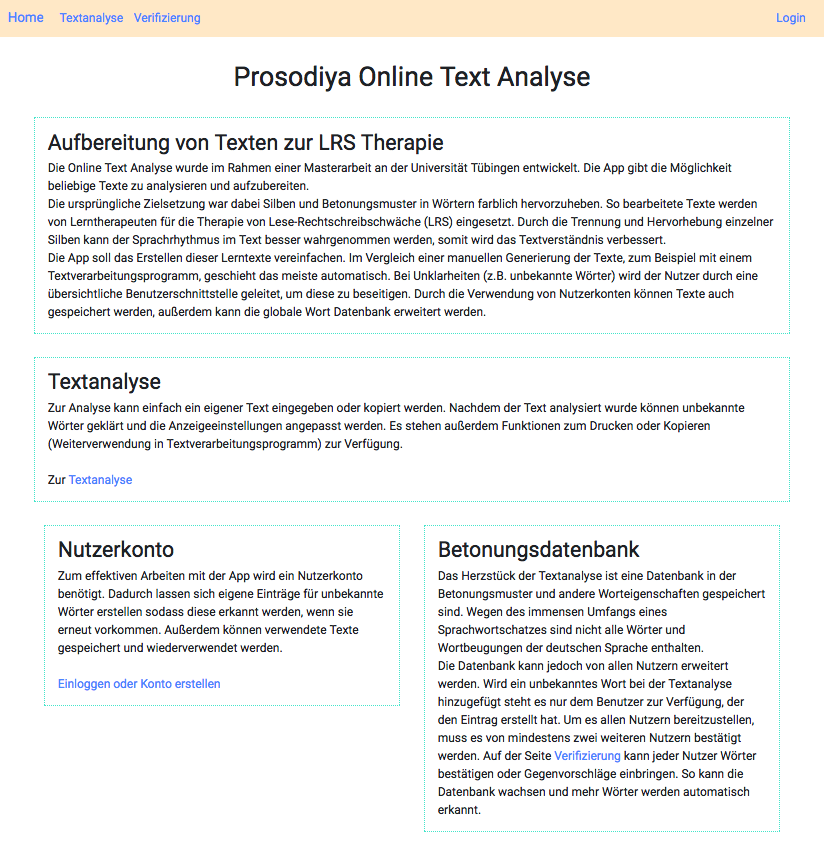 Home Textanalyse Verifizierung Login
Prosodiya Online Text Analyse
Aufbereitung von Texten zur LRS Therapie
Die Online Text Analyse wurde im Rahmen einer Masterarbeit an der Universität Tübingen entwickelt. Die App gibt die Möglichkeit
beliebige Texte zu analysieren und aufzubereiten.
Die ursprüngliche Zielsetzung war dabei Silben und Betonungsmuster in Wörtern farblich hervorzuheben. So bearbeitete Texte werden
von Lerntherapeuten für die Therapie von Lese-Rechtschreibschwäche (LRS) eingesetzt. Durch die Trennung und Hervorhebung einzelner
Silben kann der Sprachrhythmus im Text besser wahrgenommen werden, somit wird das Textverständnis verbessert.
Die App soll das Erstellen dieser Lerntexte vereinfachen. Im Vergleich einer manuellen Generierung der Texte, zum Beispiel mit einem
Textverarbeitungsprogramm, geschieht das meiste automatisch. Bei Unklarheiten (z.B. unbekannte Wörter) wird der Nutzer durch eine
übersichtliche Benutzerschnittstelle geleitet, um diese zu beseitigen. Durch die Verwendung von Nutzerkonten können Texte auch
gespeichert werden, außerdem kann die globale Wort Datenbank erweitert werden.
Textanalyse
Zur Analyse kann einfach ein eigener Text eingegeben oder kopiert werden. Nachdem der Text analysiert wurde können unbekannte
Wörter geklärt und die Anzeigeeinstellungen angepasst werden. Es stehen außerdem Funktionen zum Drucken oder Kopieren
(Weiterverwendung in Textverarbeitungsprogramm) zur Verfügung.
Zur Textanalyse
Nutzerkonto
Zum effektiven Arbeiten mit der App wird ein Nutzerkonto
benötigt. Dadurch lassen sich eigene Einträge für unbekannte
Wörter erstellen sodass diese erkannt werden, wenn sie
erneut vorkommen. Außerdem können verwendete Texte
gespeichert und wiederverwendet werden.
Einloggen oder Konto erstellen
Betonungsdatenbank
Das Herzstück der Textanalyse ist eine Datenbank in der
Betonungsmuster und andere Worteigenschaften gespeichert
sind. Wegen des immensen Umfangs eines
Sprachwortschatzes sind nicht alle Wörter und
Wortbeugungen der deutschen Sprache enthalten.
Die Datenbank kann jedoch von allen Nutzern erweitert
werden. Wird ein unbekanntes Wort bei der Textanalyse
hinzugefügt steht es nur dem Benutzer zur Verfügung, der
den Eintrag erstellt hat. Um es allen Nutzern bereitzustellen,
muss es von mindestens zwei weiteren Nutzern bestätigt
werden. Auf der Seite Verifizierung kann jeder Nutzer Wörter
bestätigen oder Gegenvorschläge einbringen. So kann die
Datenbank wachsen und mehr Wörter werden automatisch
erkannt.